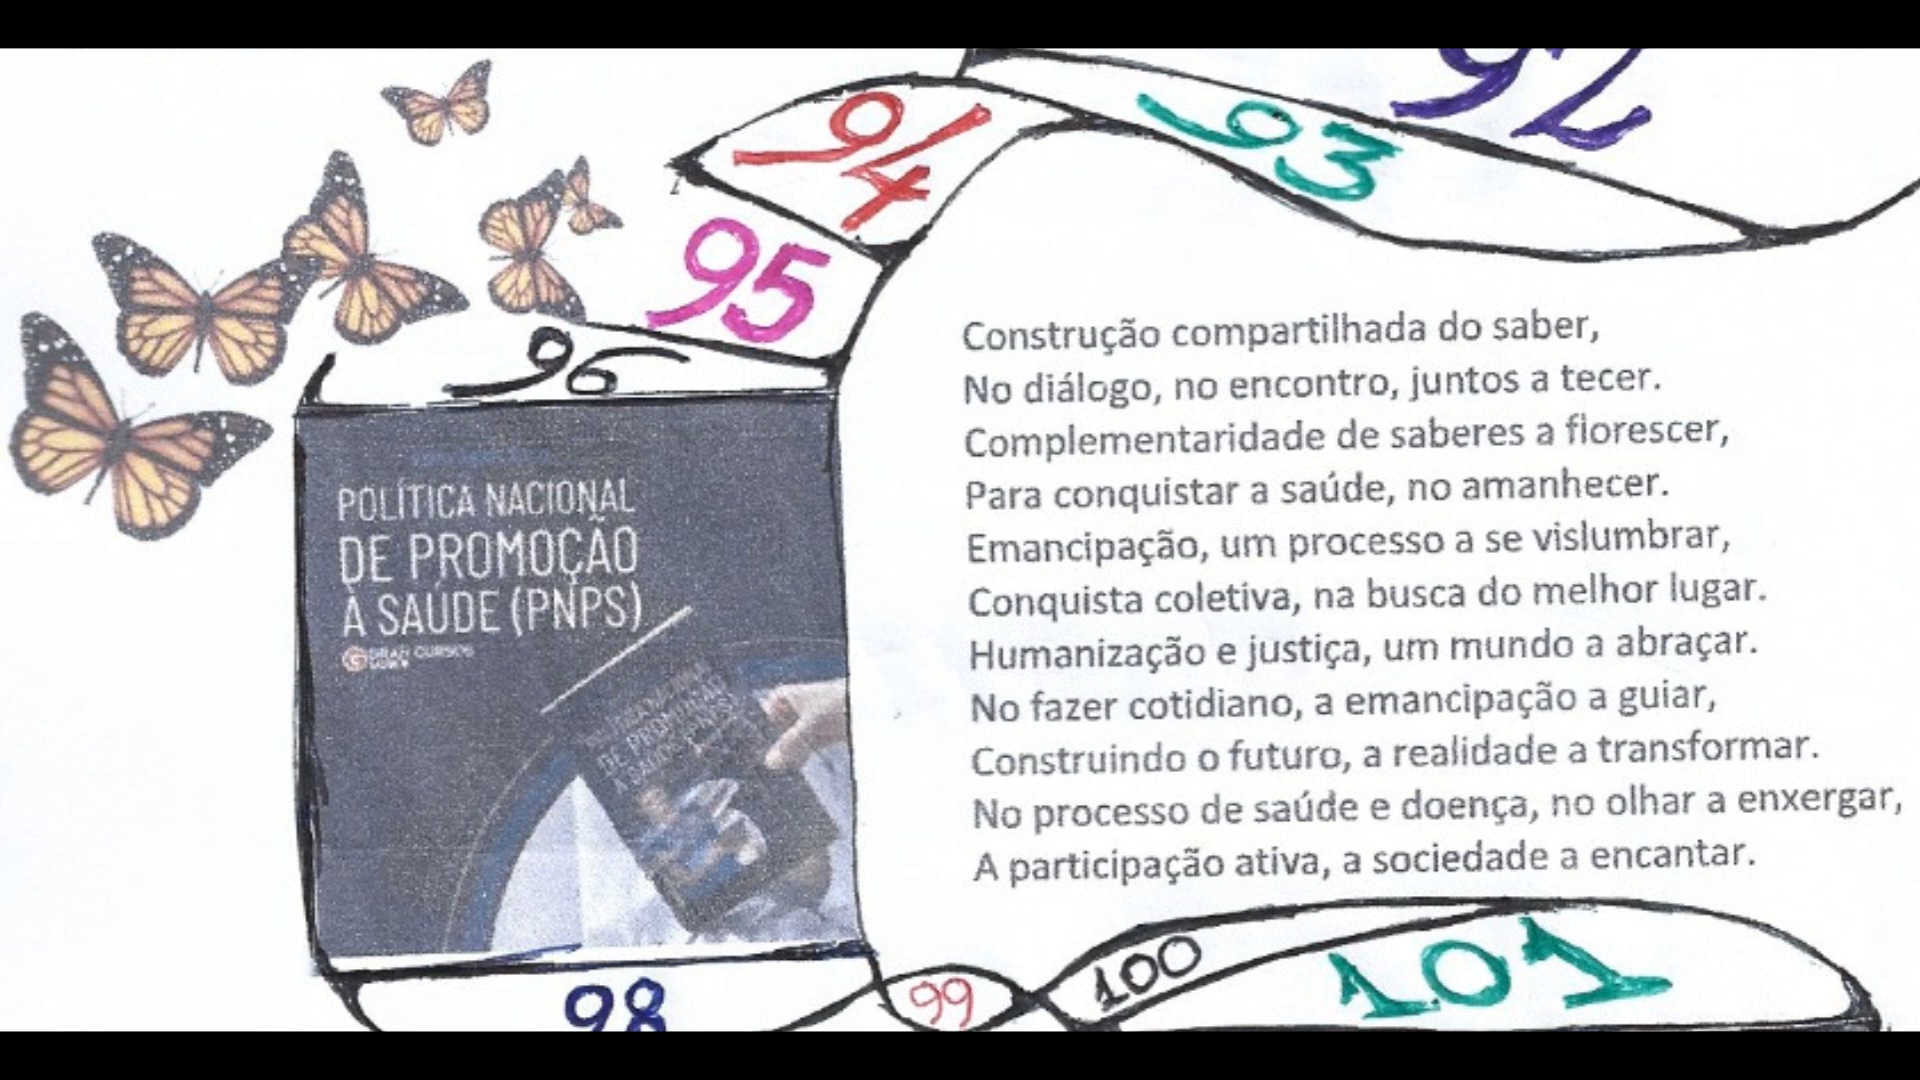 92
93
94
95
96
POLÍTICA NACIONAL
DE PROMOÇÃO
À SAÚDE (PNPS)
GRAN CURSOS
Construção compartilhada do saber,
No diálogo, no encontro, juntos a tecer.
Complementaridade de saberes a florescer,
Para conquistar a saúde, no amanhecer.
Emancipação, um processo a se vislumbrar,
Conquista coletiva, na busca do melhor lugar.
Humanização e justiça, um mundo a abraçar.
No fazer cotidiano, a emancipação a guiar,
Construindo o futuro, a realidade a transformar.
No processo de saúde e doença, no olhar a enxergar,
A participação ativa, a sociedade a encantar.
98
99
100
101